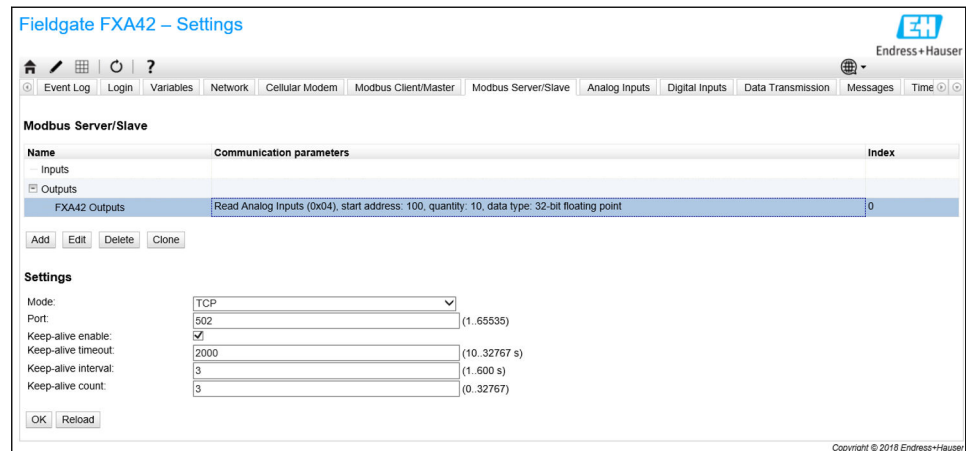 Fieldgate FXA42 – Settings
EH
Endress+Hauser
?
Event Log Login Variables Network Cellular Modem Modbus Client/Master Modbus Server/Slave Analog Inputs Digital Inputs Data Transmission Messages Time
Modbus Server/Slave
Name Communication parameters Index
Inputs
Outputs
FXA42 Outputs Read Analog Inputs (0x04), start address: 100, quantity: 10, data type: 32-bit floating point 0
Add Edit Delete Clone
Settings
Mode: TCP
Port: 502 (1..65535)
Keep-alive enable:
Keep-alive timeout: 2000 (10..32767 s)
Keep-alive interval: 3 (1..600 s)
Keep-alive count: 3 (0..32767)
OK Reload
Copyright © 2018 Endress+Hauser